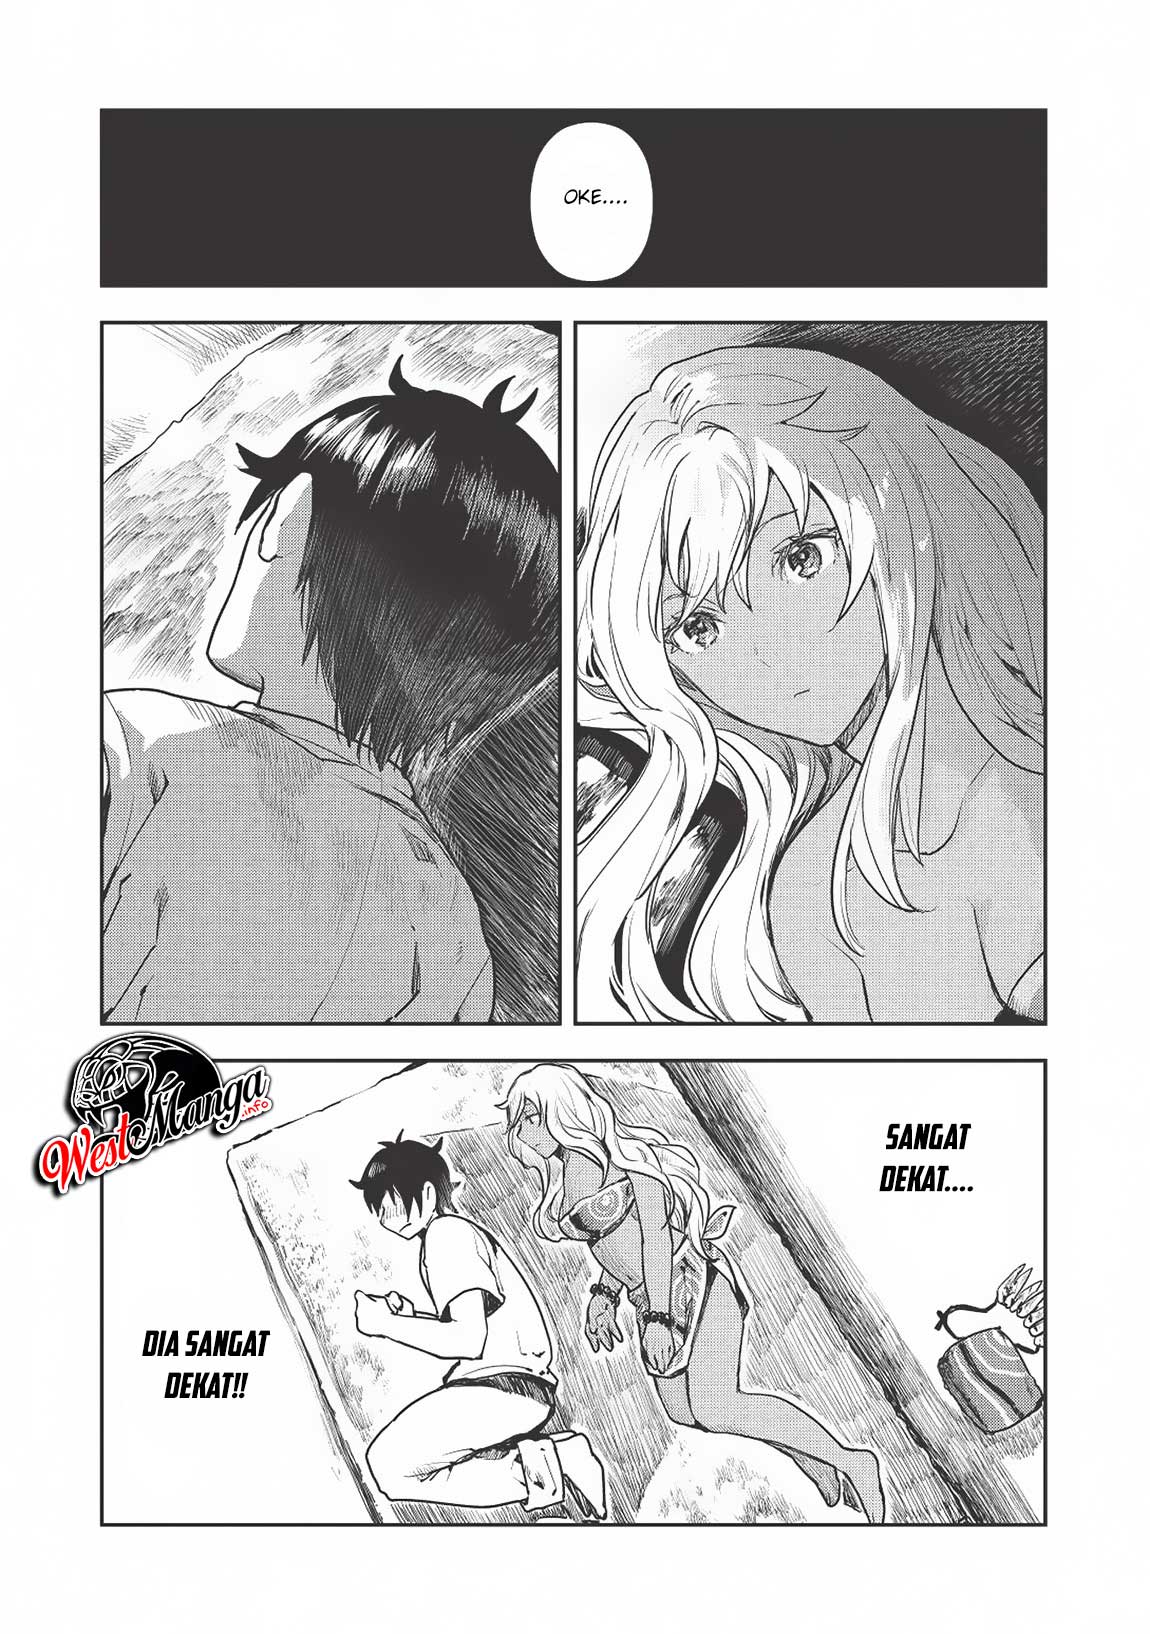 OKE....
WestManga
.info
SANGAT
DEKAT....
DIA SANGAT
DEKAT!!